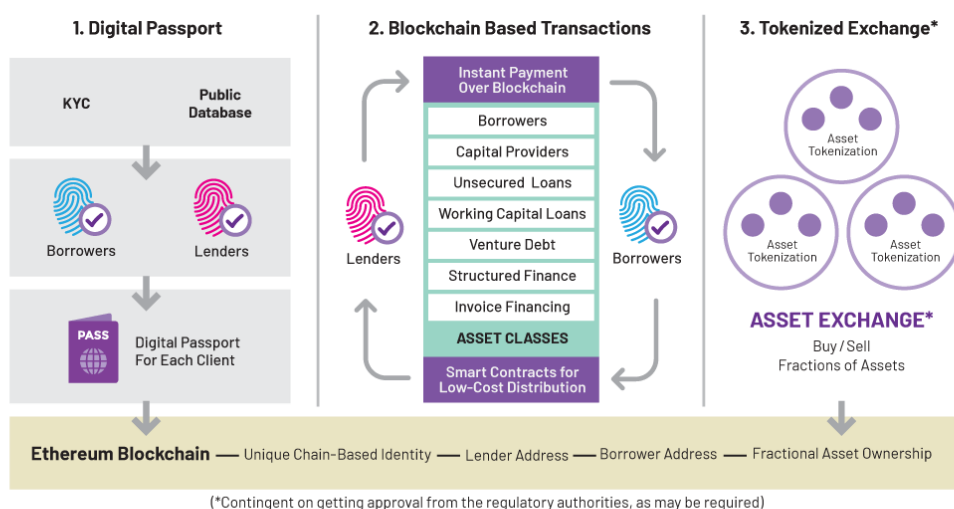 1. Digital Passport
KYC
Public
Database
Borrowers
Lenders
PASS
Digital Passport
For Each Client
2. Blockchain Based Transactions
Instant Payment
Over Blockchain
Borrowers
Capital Providers
Unsecured Loans
Working Capital Loans
Venture Debt
Structured Finance
Invoice Financing
ASSET CLASSES
Smart Contracts for
Low-Cost Distribution
Lenders
Borrowers
3. Tokenized Exchange*
Asset
Tokenization
Asset
Tokenization
Asset
Tokenization
ASSET EXCHANGE*
Buy / Sell
Fractions of Assets
Ethereum Blockchain — Unique Chain-Based Identity — Lender Address — Borrower Address — Fractional Asset Ownership
(*Contingent on getting approval from the regulatory authorities, as may be required)